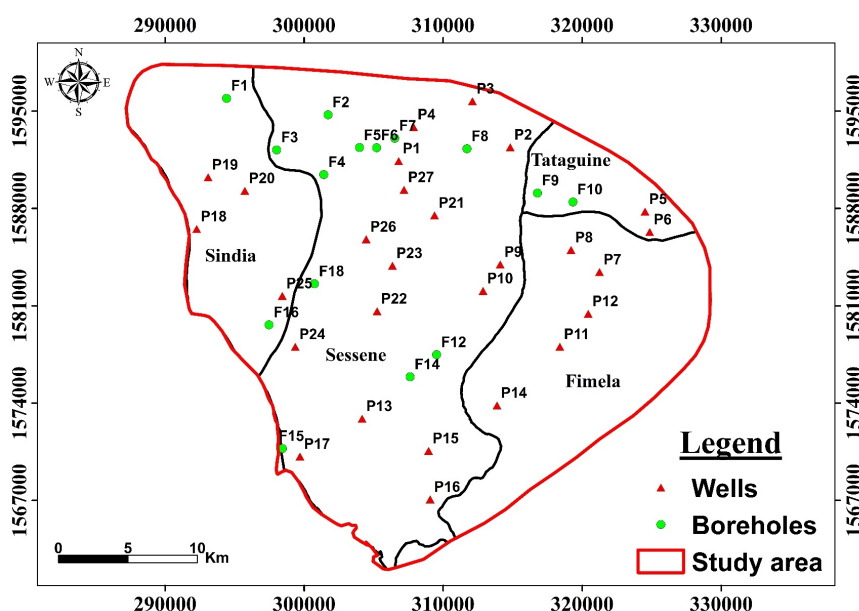 290000 300000 310000 320000 330000
N
W E
S
1595000 1595000
1588000 1588000
1581000 1581000
1574000 1574000
1567000 1567000
F1
F2
P3
F7 P4
F3
F5 F6
F8
P2
P1
F4
Tataguine
P19
P20
P27
F9
F10
P18
P21
P5
P6
Sindia
P26
P23
P9
P8
P7
P25
F18
P10
F16
P22
P12
P24
Sessene
F12
F14
P11
Fimela
P13
P14
F15
P17
P15
P16
Legend
Wells
Boreholes
Study area
0 5 10
Km
290000 300000 310000 320000 330000